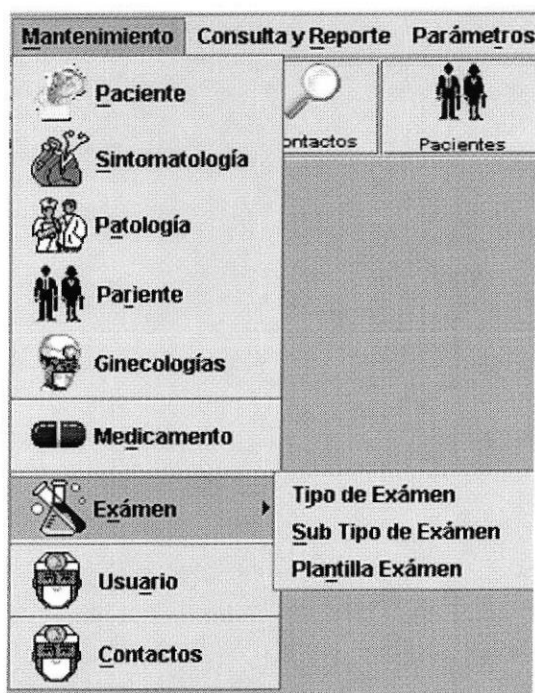 Mantenimiento Consulta y Reporte Parámetros
Paciente
ontactos Pacientes
Sintomatología
Patología
Pariente
Ginecologías
Medicamento
Exámen
Tipo de Exámen
Sub Tipo de Exámen
Plantilla Exámen
Usuario
Contactos